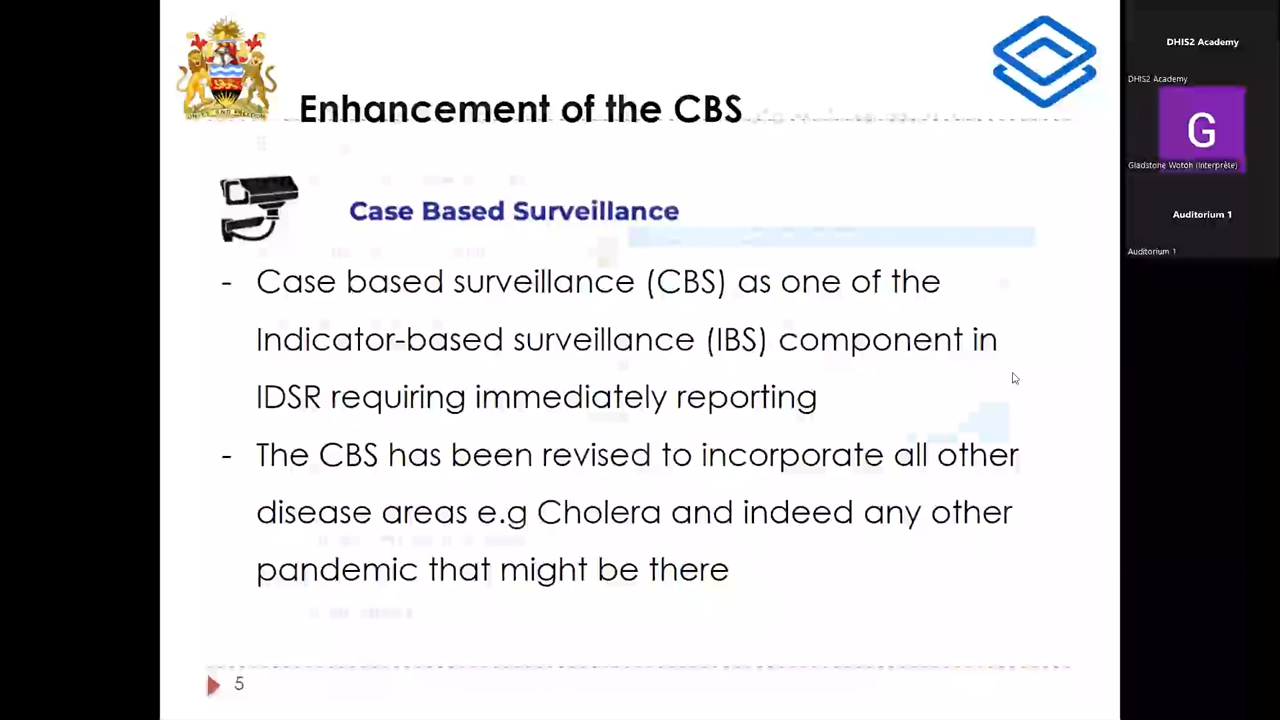 Enhancement of the CBS
Case Based Surveillance
- Case based surveillance (CBS) as one of the
Indicator-based surveillance (IBS) component in
IDSR requiring immediately reporting
- The CBS has been revised to incorporate all other
disease areas e.g Cholera and indeed any other
pandemic that might be there
5
DHIS2 Academy
DHIS2 Academy
G
Gladstone Wotoh (Interprète)
Auditorium 1
Auditorium 1